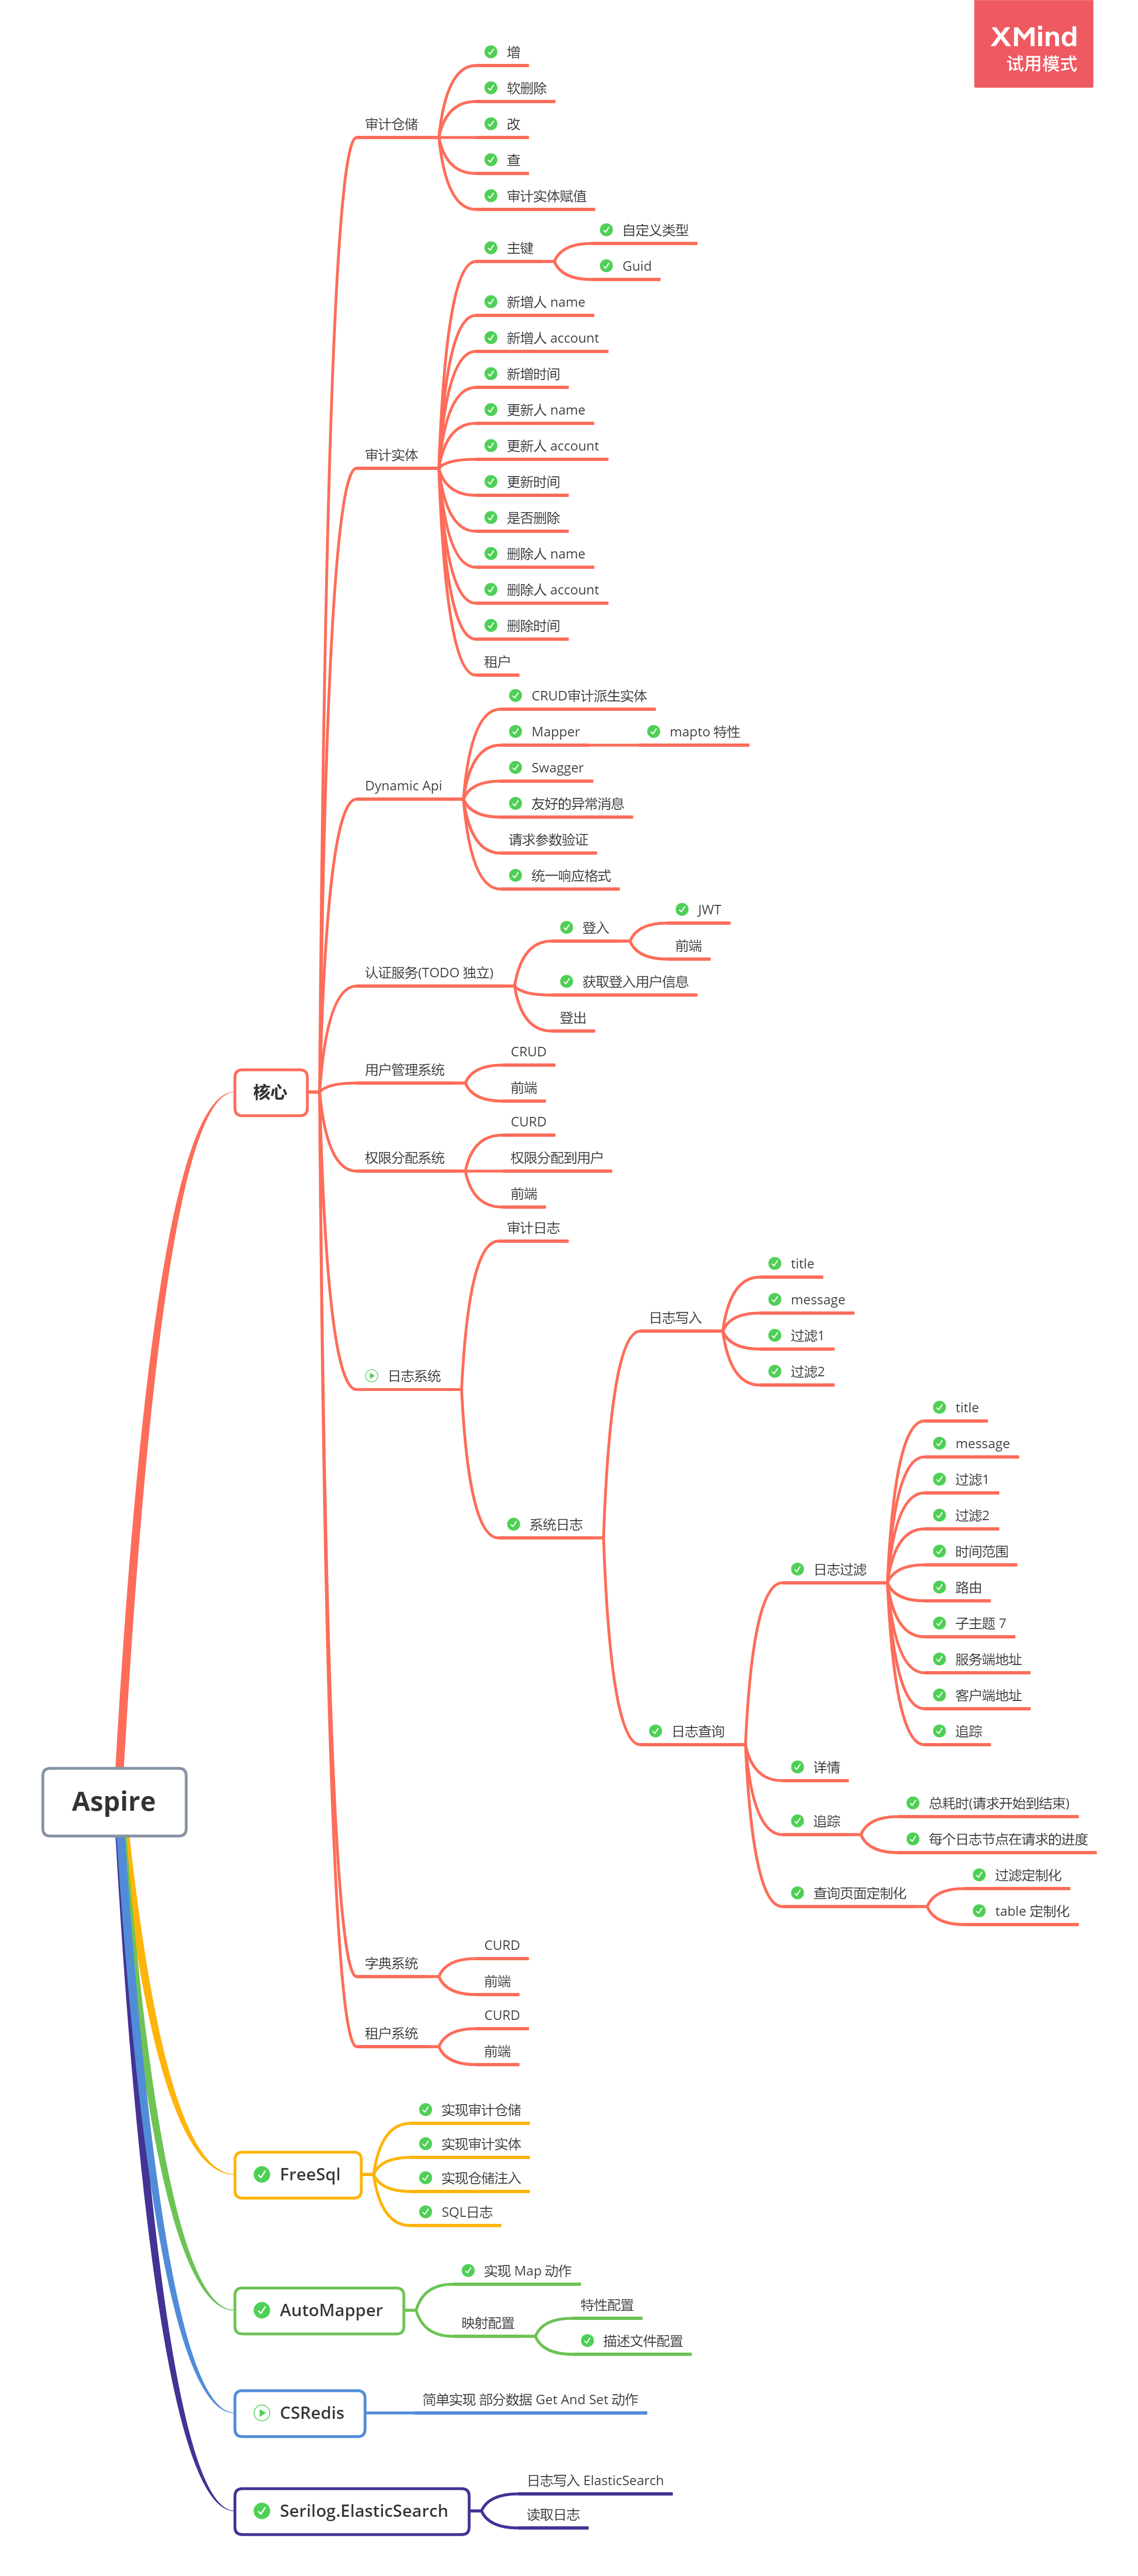 XMind
试用模式
增
软删除
审计仓储
改
查
审计实体赋值
自定义类型
主键
Guid
新增人 name
新增人 account
新增时间
更新人 name
更新人 account
审计实体
更新时间
是否删除
删除人 name
删除人 account
删除时间
租户
CRUD审计派生实体
Mapper
mapto 特性
Swagger
Dynamic Api
友好的异常消息
请求参数验证
统一响应格式
JWT
登入
前端
认证服务(TODO 独立)
获取登入用户信息
登出
CRUD
用户管理系统
前端
核心
CURD
权限分配系统
权限分配到用户
前端
审计日志
title
message
日志写入
过滤1
过滤2
日志系统
title
message
过滤1
过滤2
系统日志
时间范围
日志过滤
路由
子主题 7
服务端地址
客户端地址
追踪
日志查询
详情
总耗时(请求开始到结束)
追踪
每个日志节点在请求的进度
过滤定制化
查询页面定制化
table 定制化
Aspire
CURD
字典系统
前端
CURD
租户系统
前端
实现审计仓储
实现审计实体
FreeSql
实现仓储注入
SQL日志
实现 Map 动作
AutoMapper
特性配置
映射配置
描述文件配置
简单实现 部分数据 Get And Set 动作
CSRedis
日志写入 ElasticSearch
Serilog.ElasticSearch
读取日志